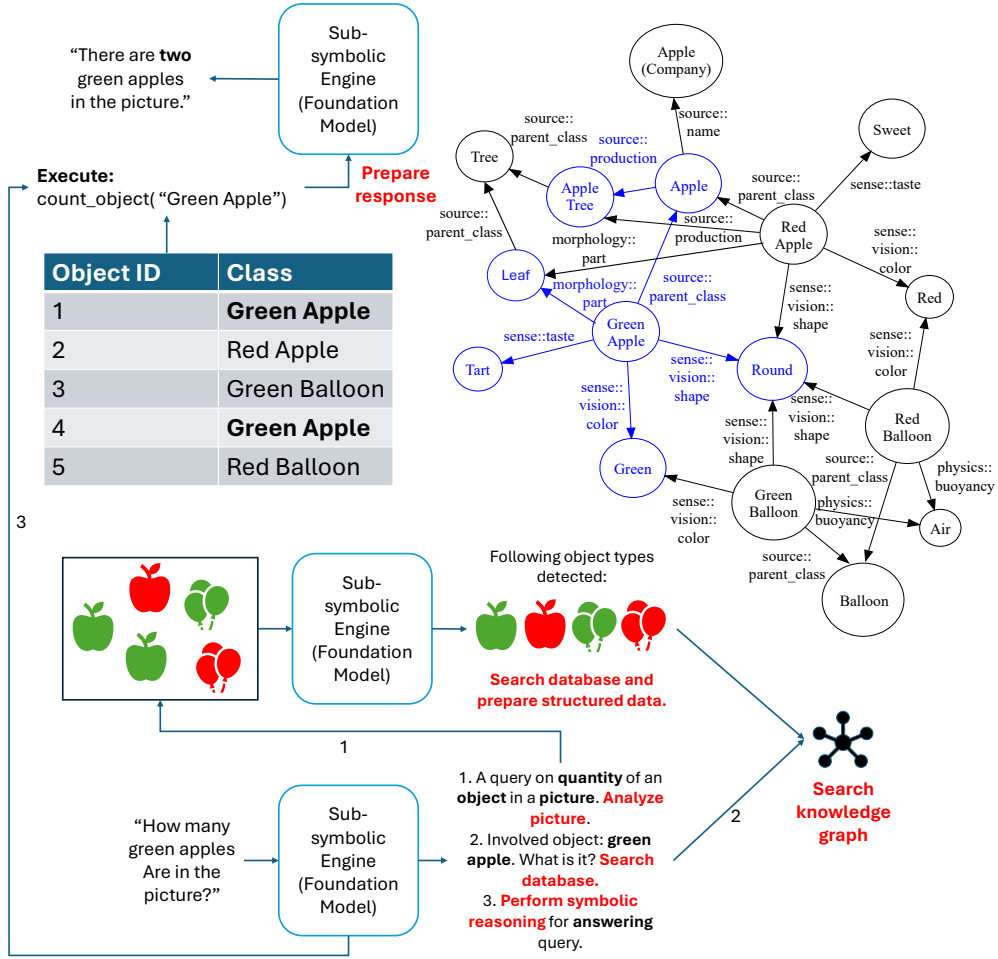 “There are two
green apples
in the picture.”
Sub-
symbolic
Engine
(Foundation
Model)
Execute:
count_object( “Green Apple”)
Prepare
response
Object ID Class
1 Green Apple
2 Red Apple
3 Green Balloon
4 Green Apple
5 Red Balloon
Apple
(Company)
source::
name
source::
parent_class
source::
production
Tree
Apple
Tree
Apple
Sweet
source::
parent_class
sense::taste
source::
parent_class
source::
production
Red
Apple
morphology::
part
sense::
vision::
color
Leaf
morphology::
part
source::
parent_class
Red
sense::
vision::
shape
Green
Apple
sense::taste
sense::
vision::
color
Tart
sense::
vision::
shape
Round
sense::
vision::
color
sense::
vision::
shape
sense::
vision::
shape
Red
Balloon
Green
source::
parent_class
physics::
buoyancy
sense::
vision::
color
Green
Balloon
physics::
buoyancy
Air
source::
parent_class
Balloon
3
Sub-
symbolic
Engine
(Foundation
Model)
Following object types
detected:
Search database and
prepare structured data.
1
“How many
green apples
Are in the
picture?”
Sub-
symbolic
Engine
(Foundation
Model)
1. A query on quantity of an
object in a picture. Analyze
picture.
2. Involved object: green
apple. What is it? Search
database.
3. Perform symbolic
reasoning for answering
query.
2
Search
knowledge
graph